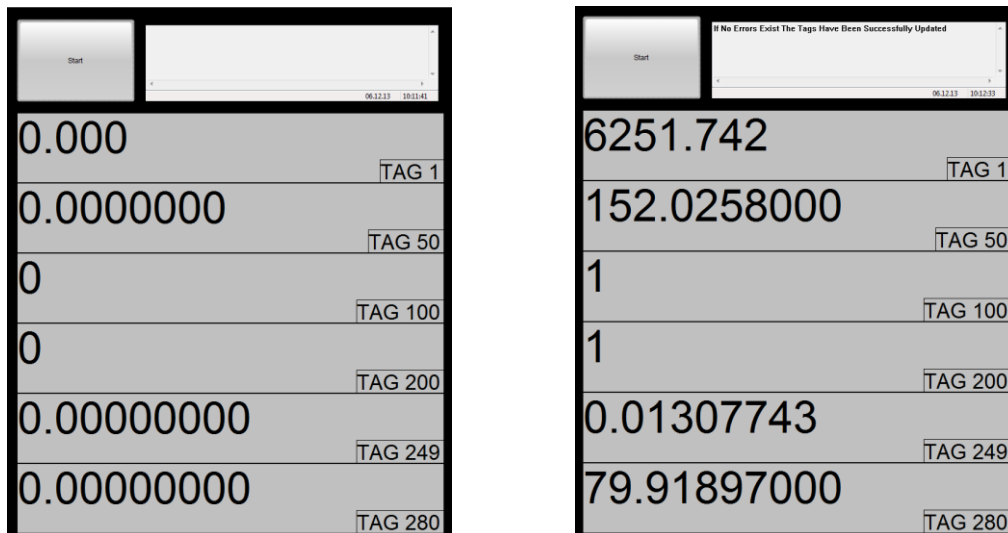 Start
06.12.13 10:11:41
0.000
TAG 1
0.0000000
TAG 50
0
TAG 100
0
TAG 200
0.00000000
TAG 249
0.00000000
TAG 280
Start
If No Errors Exist The Tags Have Been Successfully Updated
06.12.13 10:12:33
6251.742
TAG 1
152.0258000
TAG 50
1
TAG 100
1
TAG 200
0.01307743
TAG 249
79.91897000
TAG 280